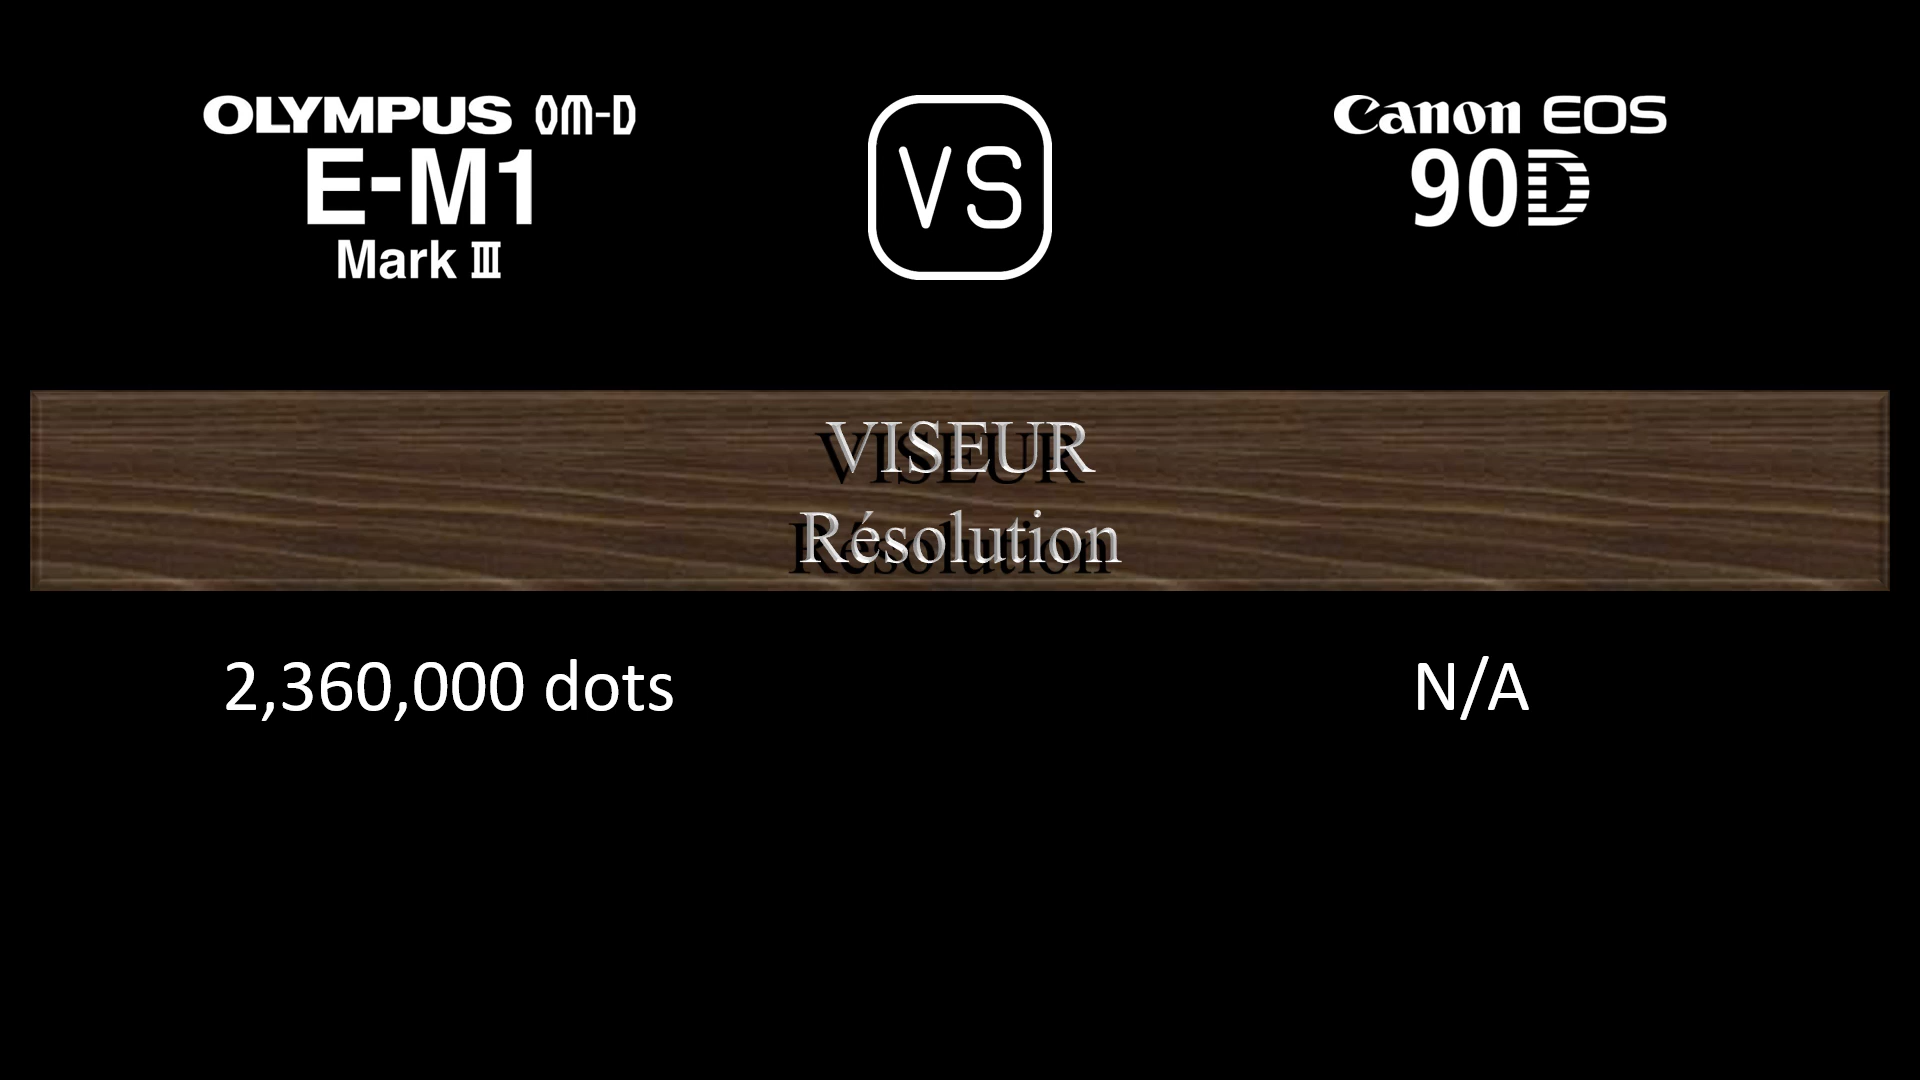 OLYMPUS OM-D
E-M1
Mark III
VS
Canon EOS
90D
VISEUR
Résolution
2,360,000 dots
N/A